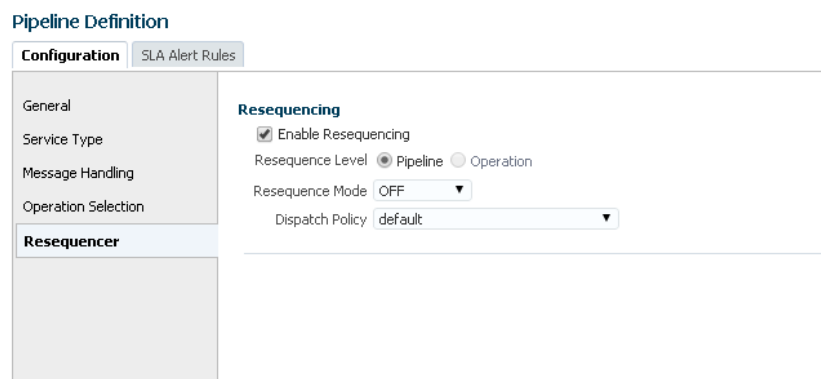 Pipeline Definition
Configuration SLA Alert Rules
General
Service Type
Message Handling
Operation Selection
Resequencer
Resequencing
Enable Resequencing
Resequence Level Pipeline Operation
Resequence Mode OFF
Dispatch Policy default